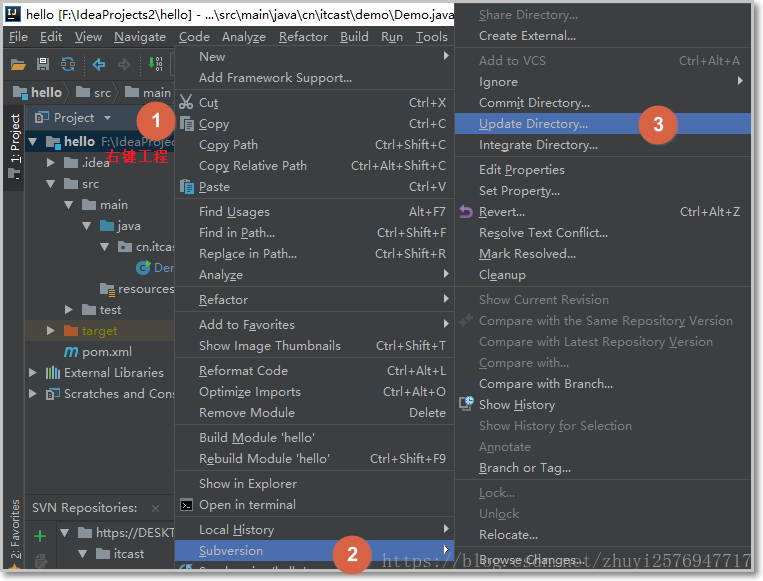 hello [F:\IdeaProjects2\hello] - ...\src\main\java\cn\itcast\demo\Demo.java
File Edit View Navigate Code Analyze Refactor Build Run Tools
hello src main
Project
1: Project
hello F:\IdeaProjec
右键工程
.idea
src
main
java
cn.itcas
Der
resources
test
target
pom.xml
External Libraries
Scratches and Cons
SVN Repositories:
https://DESKT
itcast
2: Favorites
1
New
Add Framework Support...
Cut Ctrl+X
Copy Ctrl+C
Copy Path Ctrl+Shift+C
Copy Relative Path Ctrl+Alt+Shift+C
Paste Ctrl+V
Find Usages Alt+F7
Find in Path... Ctrl+Shift+F
Replace in Path... Ctrl+Shift+R
Analyze
Refactor
Add to Favorites
Show Image Thumbnails Ctrl+Shift+T
Reformat Code Ctrl+Alt+L
Optimize Imports Ctrl+Alt+O
Remove Module Delete
Build Module 'hello'
Rebuild Module 'hello' Ctrl+Shift+F9
Show in Explorer
Open in terminal
Local History
Subversion
2
Share Directory...
Create External...
Add to VCS Ctrl+Alt+A
Ignore
Commit Directory...
Update Directory...
3
Integrate Directory...
Edit Properties
Set Property...
Revert... Ctrl+Alt+Z
Resolve Text Conflict...
Mark Resolved...
Cleanup
Show Current Revision
Compare with the Same Repository Version
Compare with Latest Repository Version
Compare with...
Compare with Branch...
Show History
Show History for Selection
Annotate
Branch or Tag...
Lock...
Unlock
Relocate...
Browse Changes...
https://blog.csdn.net/zhuyi2576947717